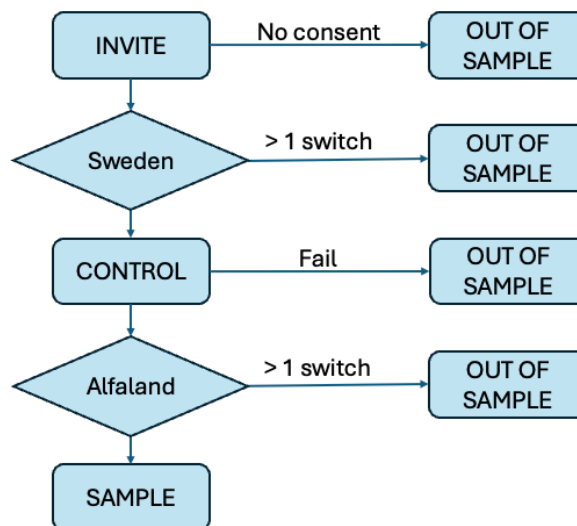 INVITE
No consent
OUT OF
SAMPLE
Sweden
> 1 switch
OUT OF
SAMPLE
CONTROL
Fail
OUT OF
SAMPLE
Alfaland
> 1 switch
OUT OF
SAMPLE
SAMPLE